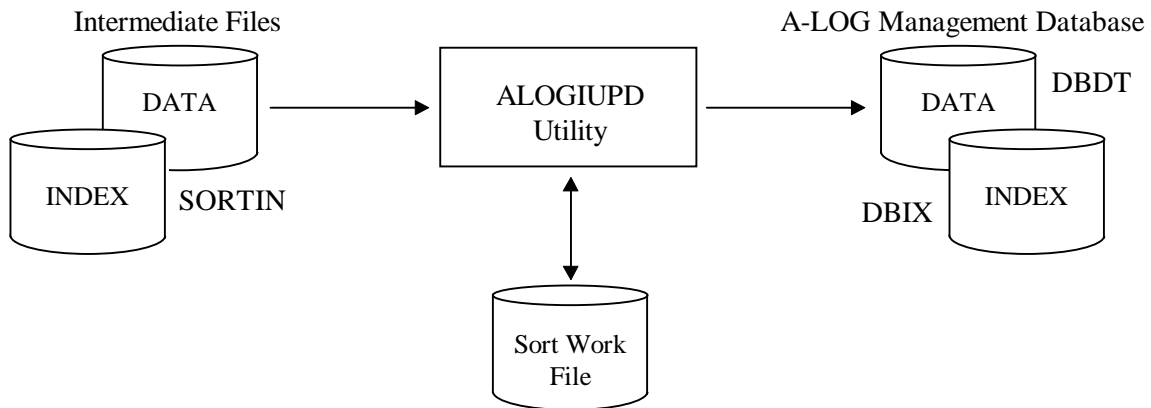 Intermediate Files
DATA
INDEX
SORTIN
ALOGIUPD
Utility
Sort Work
File
A-LOG Management Database
DATA
DBDT
DBIX
INDEX